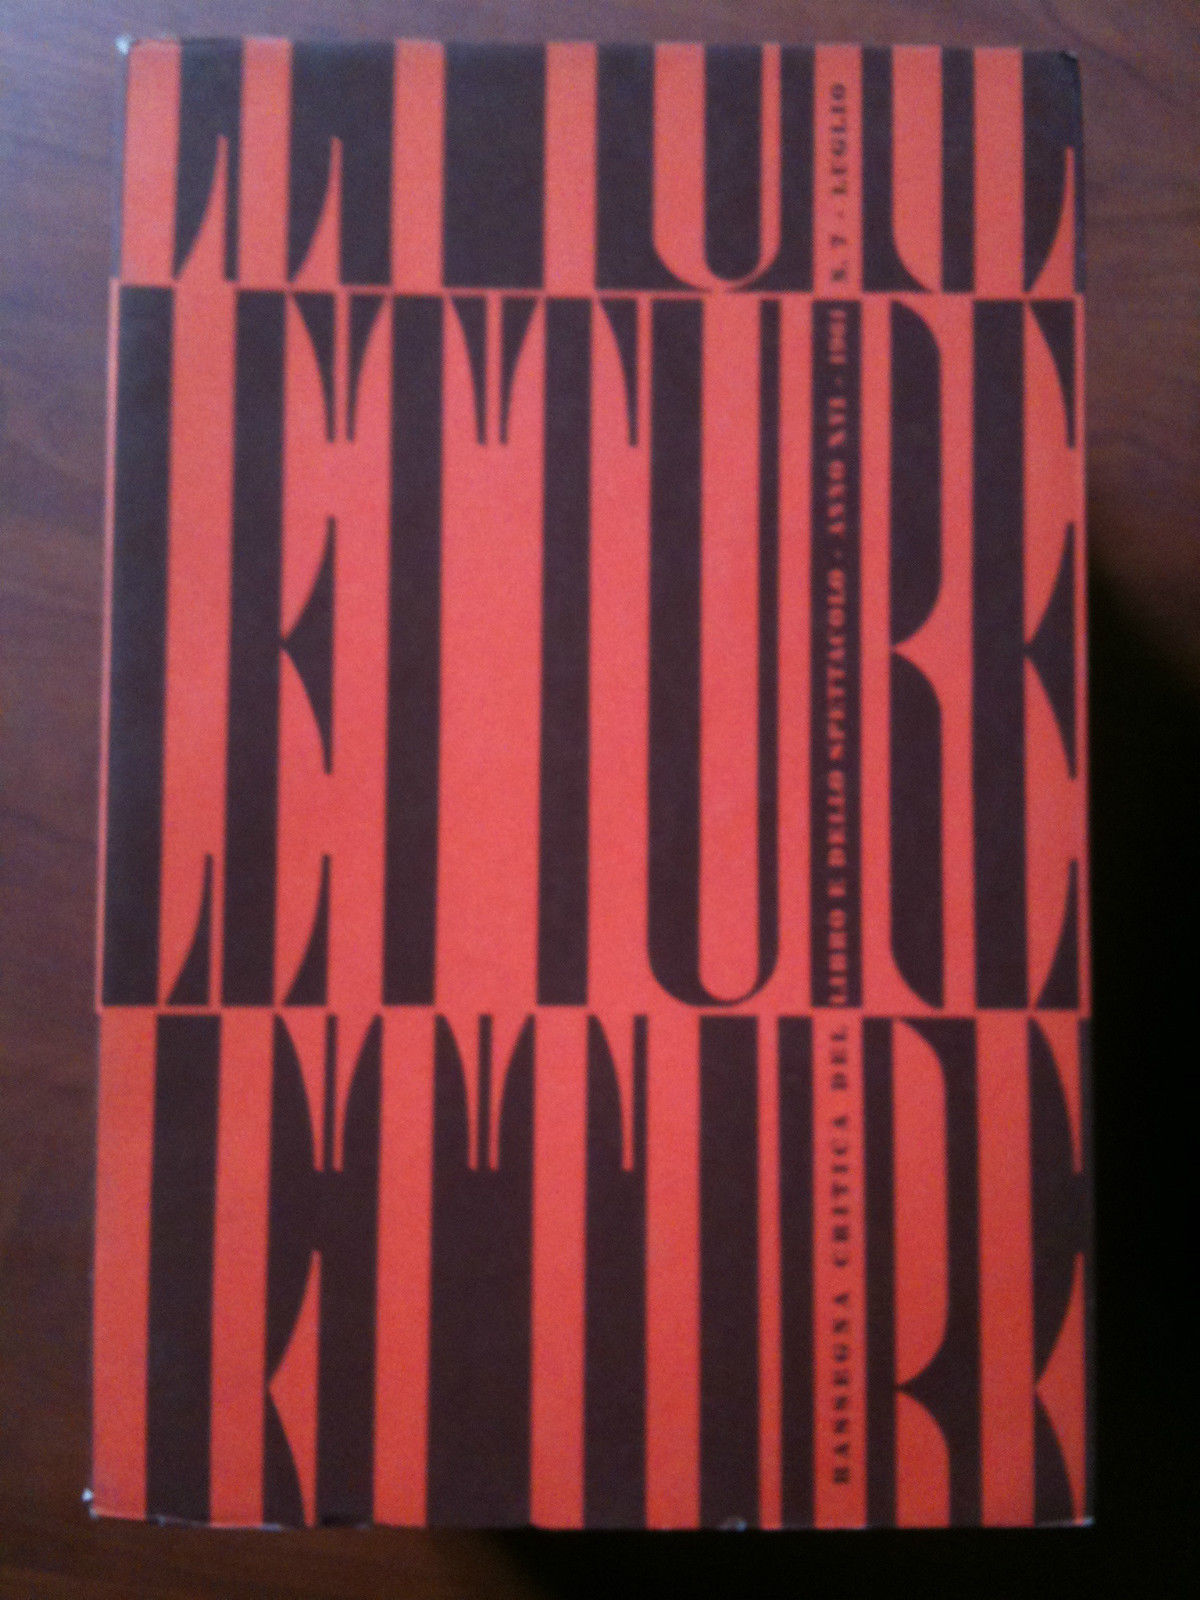 LETTURE
LETTURE
LETTURE
RASSEGNA CRITICA DEL LIBRO E DELLO SPETTACOLO - ANNO XVI - 1961 N. 7 - LUGLIO